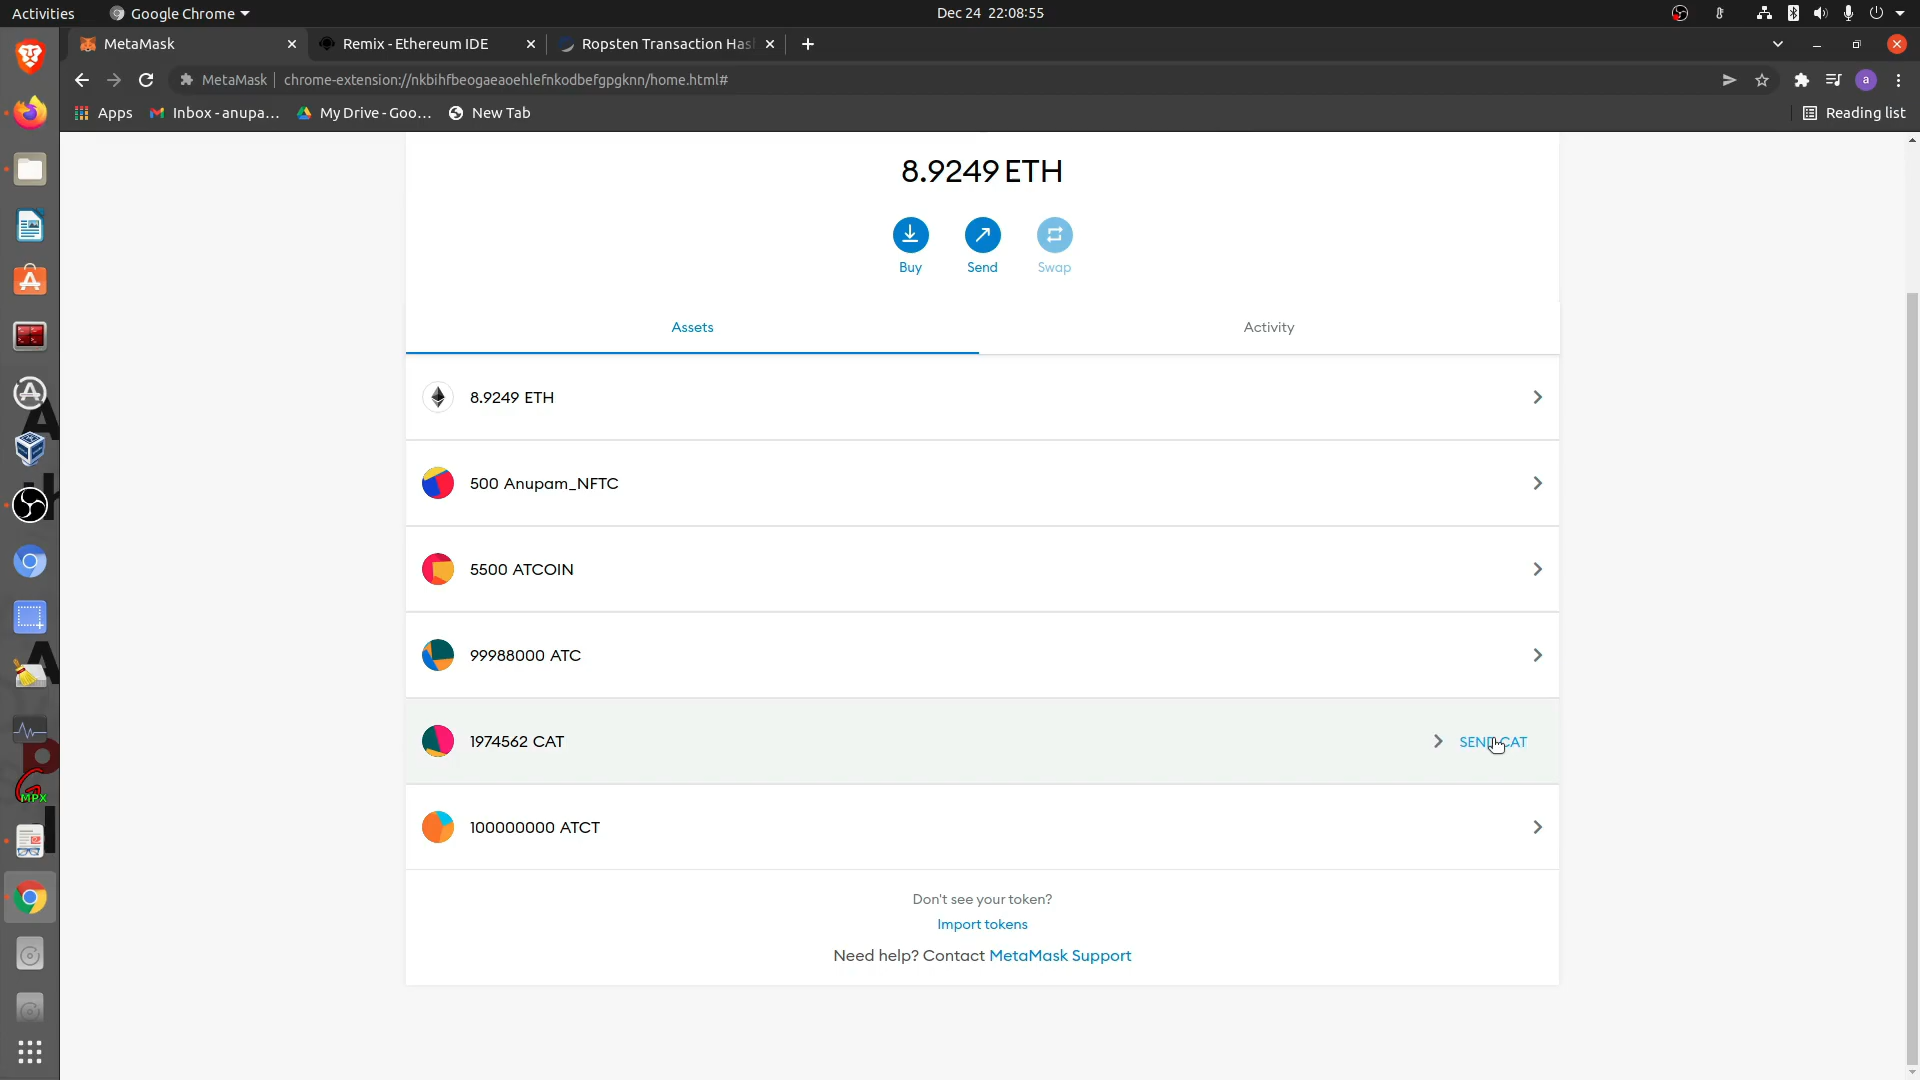 Activities
Google Chrome
Dec 24 22:08:55
MetaMask
Remix - Ethereum IDE
Ropsten Transaction Has
MetaMask
chrome-extension://nkbihfbeogaeaoehlefnkodbefgpgknn/home.html#
a
Apps
Inbox - anupa...
My Drive - Goo...
New Tab
Reading list
8.9249 ETH
Buy
Send
Swap
Assets
Activity
8.9249 ETH
500 Anupam_NFTC
5500 ATCOIN
99988000 ATC
1974562 CAT
SEND CAT
100000000 ATCT
Don't see your token?
Import tokens
Need help? Contact MetaMask Support
MPX